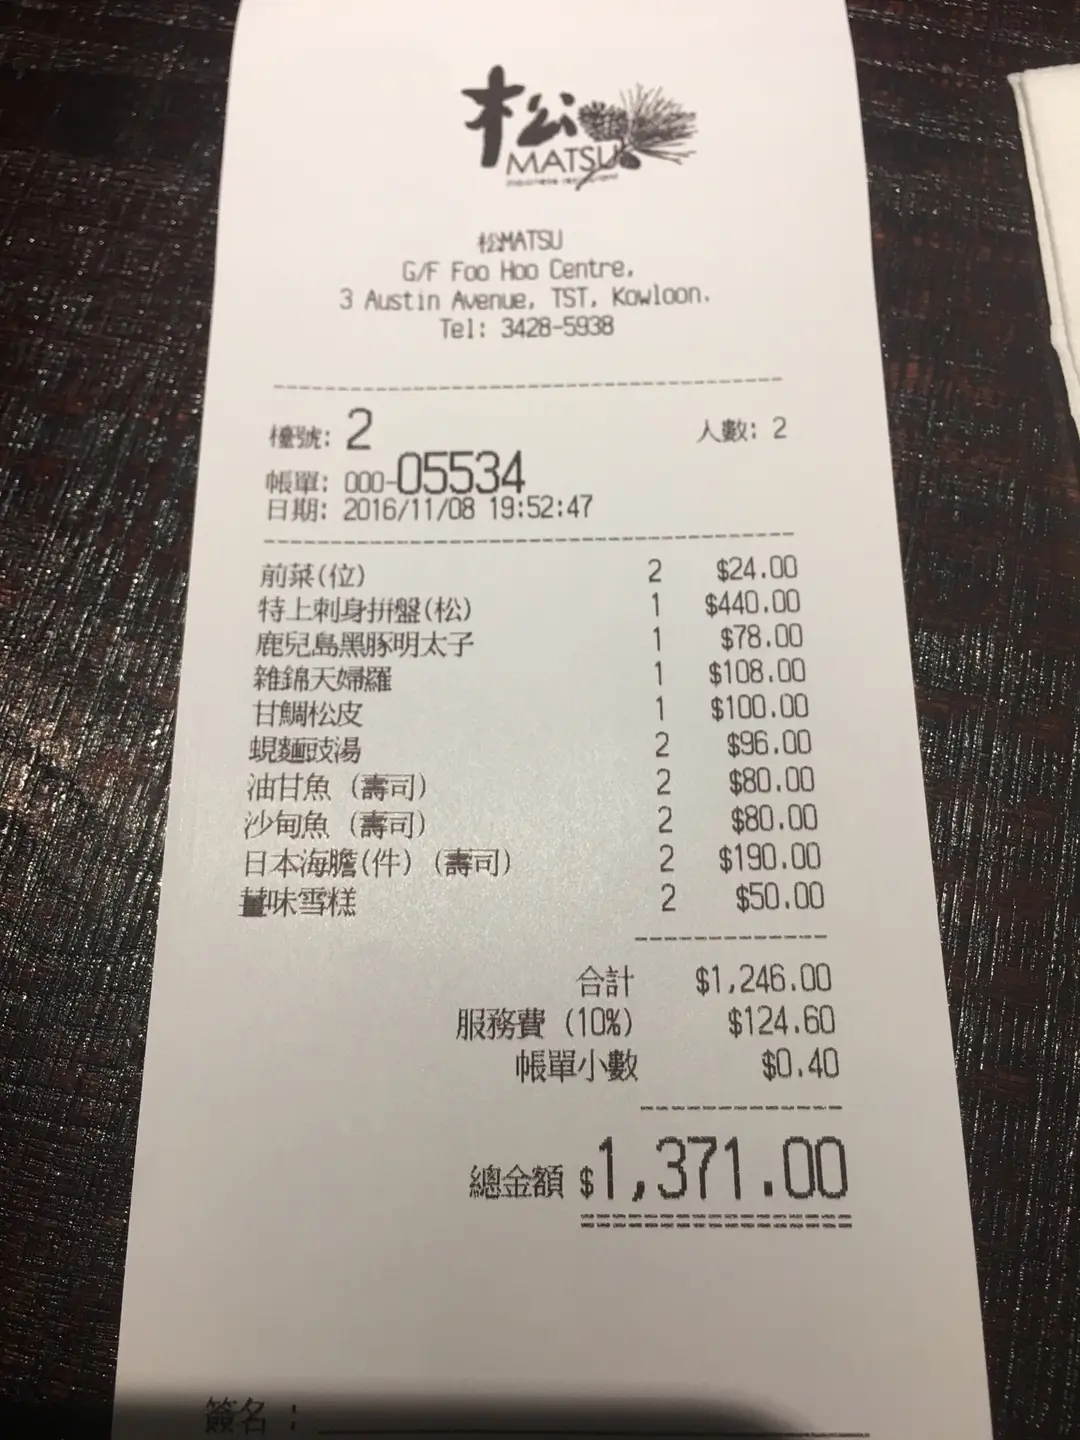 松
MATSU
松MATSU
G/F Foo Hoo Centre,
3 Austin Avenue, TST, Kowloon.
Tel: 3428-5938
檯號: 2 人數: 2
帳單: 000-05534
日期: 2016/11/08 19:52:47
前菜(位) 2 $24.00
特上刺身拼盤(松) 1 $440.00
鹿兒島黑豚明太子 1 $78.00
雜錦天婦羅 1 $108.00
甘鯛松皮 1 $100.00
蜆麵豉湯 2 $96.00
油甘魚 (壽司) 2 $80.00
沙甸魚 (壽司) 2 $80.00
日本海膽(件) (壽司) 2 $190.00
味雪糕 2 $50.00
合計 $1,246.00
服務費 (10%) $124.60
帳單小數 $0.40
總金額 $1,371.00
簽名 :